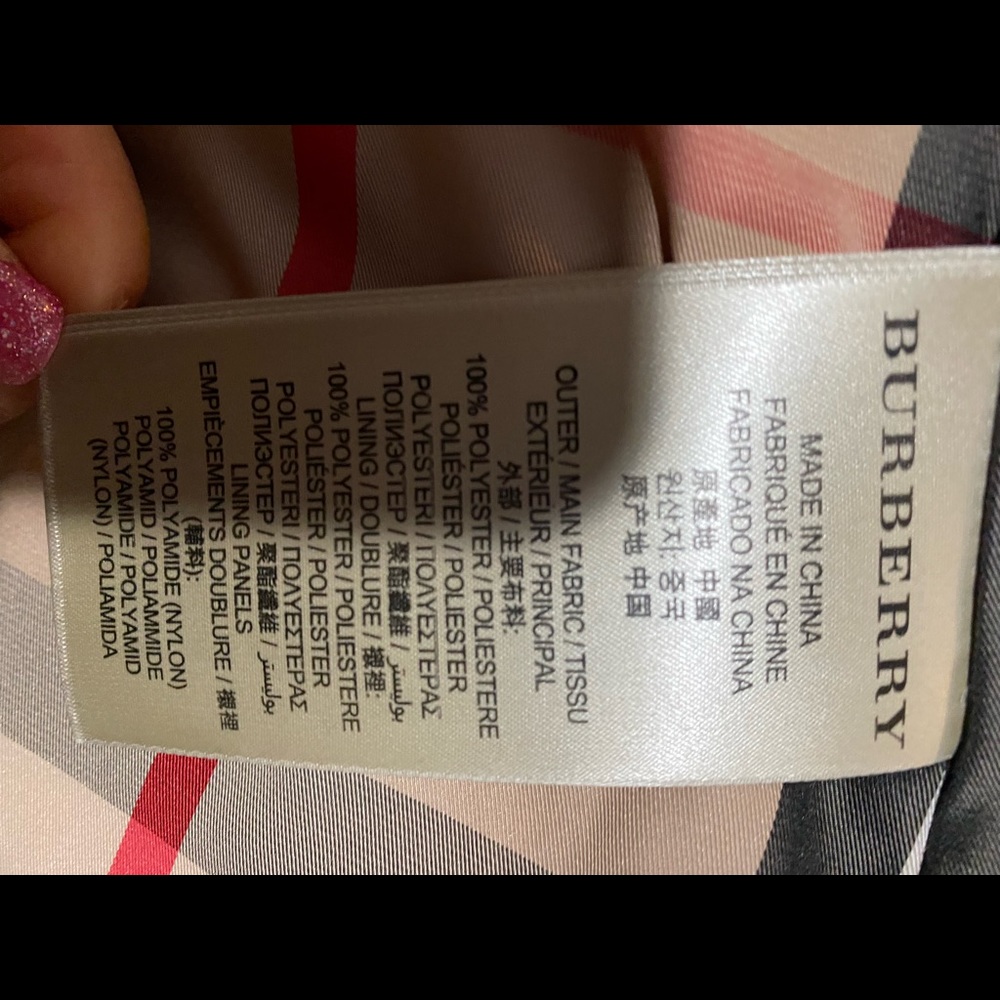 BURBERRY
MADE IN CHINA
FABRIQUÉ EN CHINE
FABRICADO NA CHINA
原產地 中國
원산지: 중국
原产地 中国
OUTER / MAIN FABRIC / TISSU
EXTÉRIEUR / PRINCIPAL
外部 / 主要布料:
100% POLYESTER / POLIESTERE
POLIÉSTER / POLIESTER
POLYESTERI / ΠΟΛΥΕΣΤΕΡΑΣ
ПОЛИЭСТЕР / 聚酯纖維 / بوليستر
LINING / DOUBLURE / 襯裡:
100% POLYESTER / POLIESTERE
POLIÉSTER / POLIESTER
POLYESTERI / ΠΟΛΥΕΣΤΕΡΑΣ
ПОЛИЭСТЕР / 聚酯纖維 / بوليستر
LINING PANELS
EMPIÈCEMENTS DOUBLURE / 襯裡
(輔料):
100% POLYAMIDE (NYLON)
POLYAMID / POLIAMMIDE
POLYAMIDE / POLYAMID
(NYLON) / POLIAMIDA